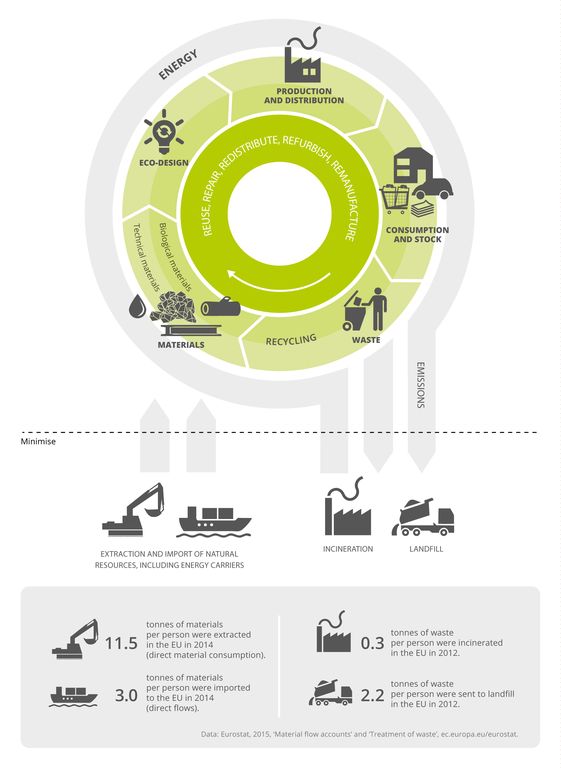 ENERGY
PRODUCTION
AND DISTRIBUTION
ECO-DESIGN
REUSE, REPAIR, REDISTRIBUTE, REFURBISH, REMANUFACTURE
CONSUMPTION
AND STOCK
Technical materials
Biological materials
MATERIALS
RECYCLING
WASTE
EMISSIONS
Minimise
EXTRACTION AND IMPORT OF NATURAL
RESOURCES, INCLUDING ENERGY CARRIERS
INCINERATION
LANDFILL
11.5
tonnes of materials
per person were extracted
in the EU in 2014
(direct material consumption).
3.0
tonnes of materials
per person were imported
to the EU in 2014
(direct flows).
0.3
tonnes of waste
per person were incinerated
in the EU in 2012.
2.2
tonnes of waste
per person were sent to landfill
in the EU in 2012.
Data: Eurostat, 2015, ‘Material flow accounts’ and ‘Treatment of waste’, ec.europa.eu/eurostat.